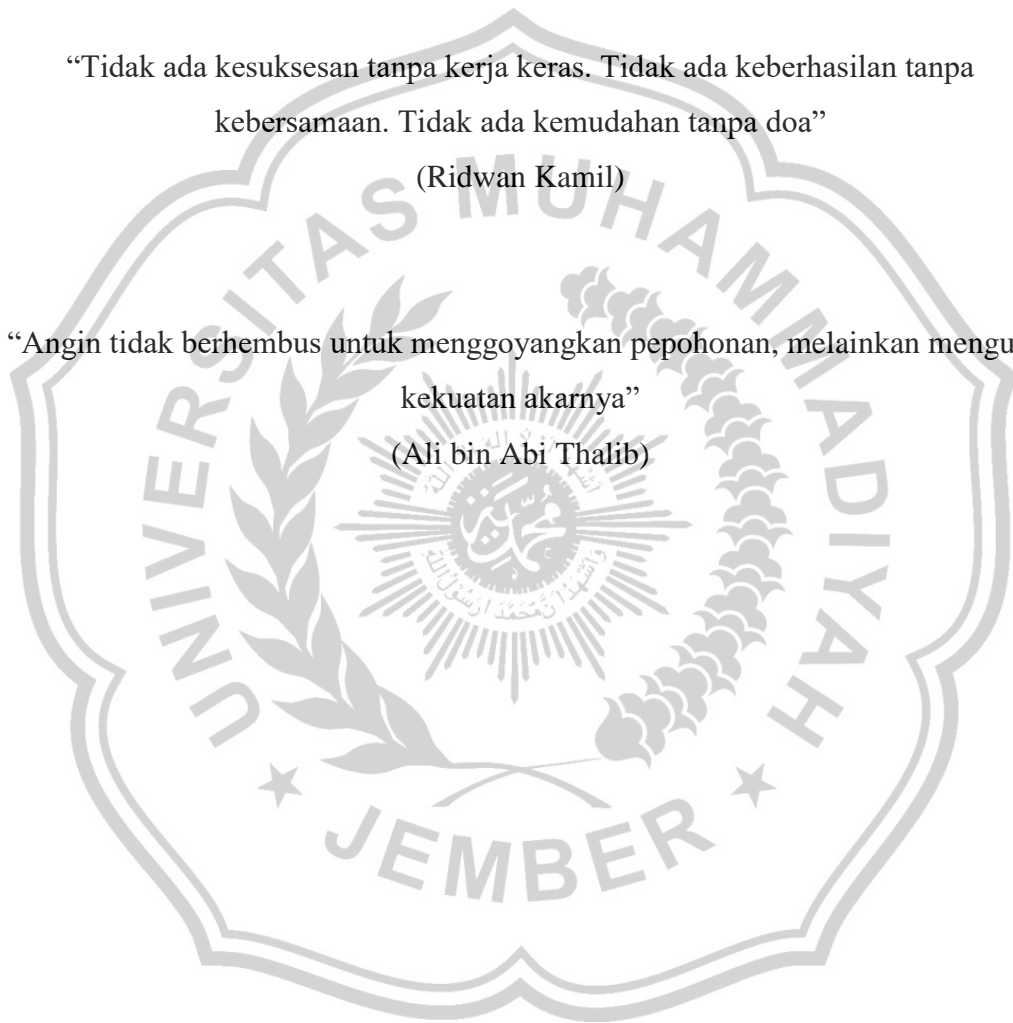 “Tidak ada kesuksesan tanpa kerja keras. Tidak ada keberhasilan tanpa
kebersamaan. Tidak ada kemudahan tanpa doa”
(Ridwan Kamil)
“Angin tidak berhembus untuk menggoyangkan pepohonan, melainkan mengu
kekuatan akarnya”
(Ali bin Abi Thalib)
UNIVERSITAS MUHAMMADIYAH
JEMBER